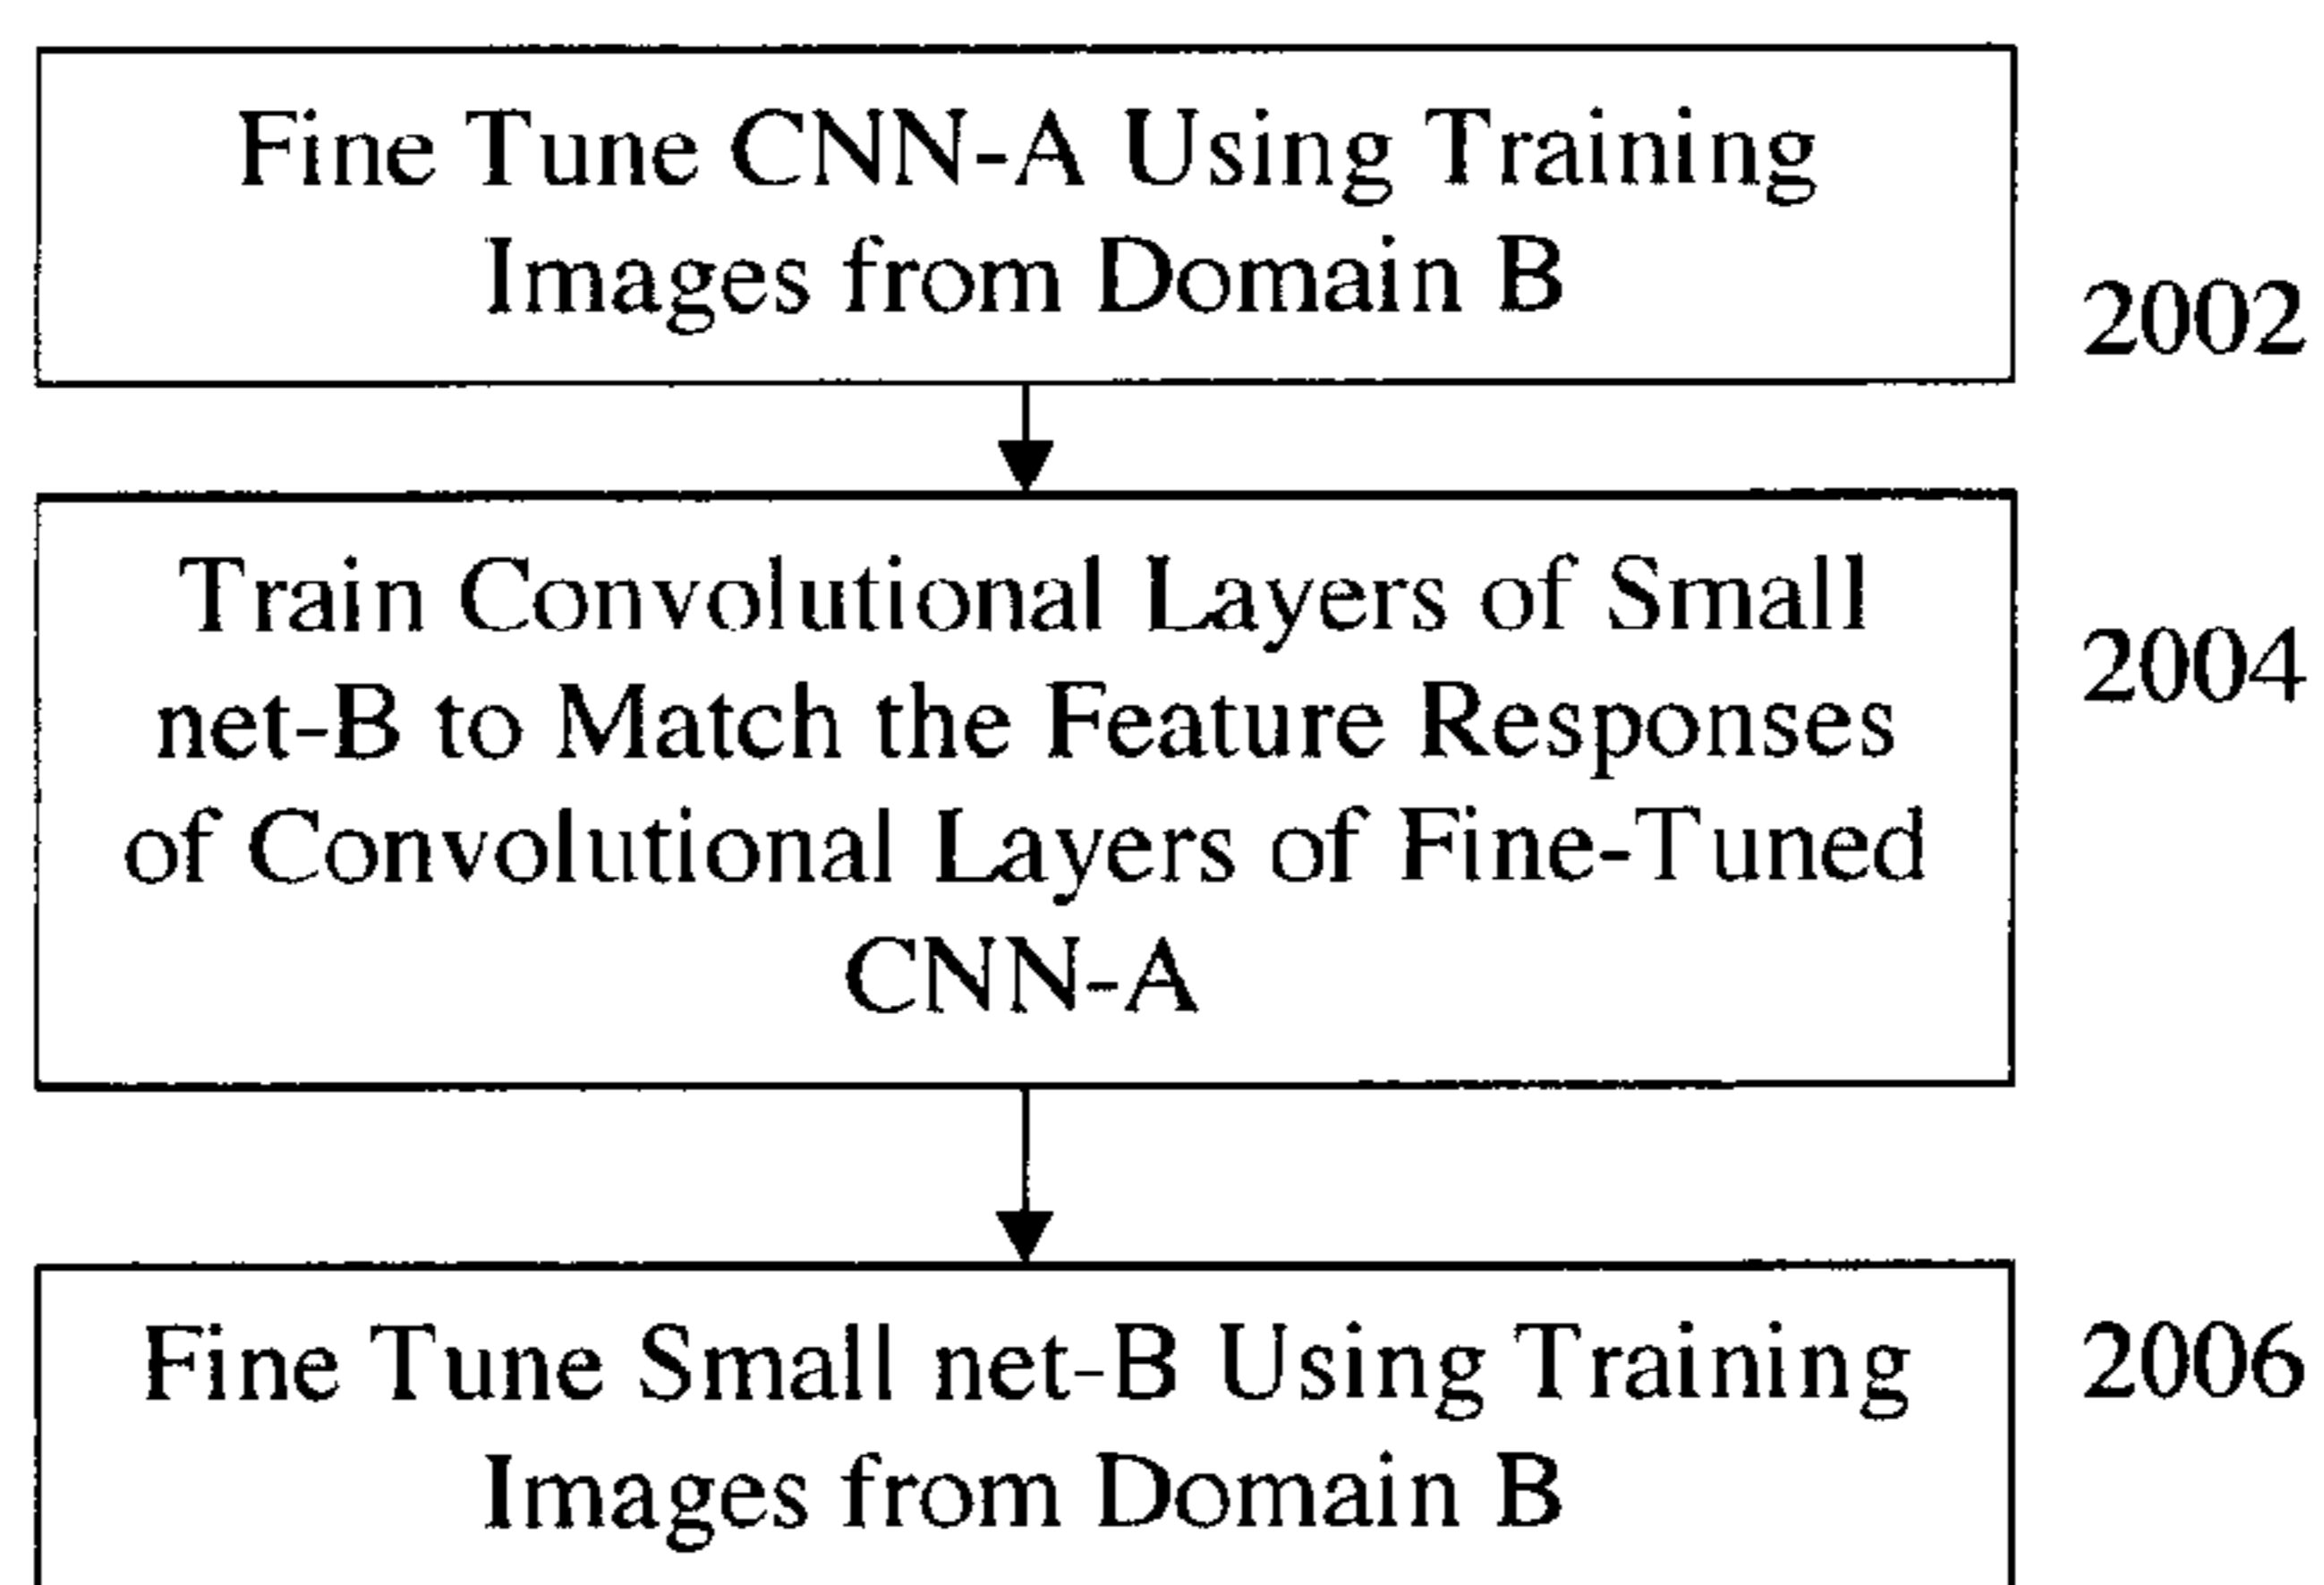 Fine Tune CNN-A Using Training
Images from Domain B
2002
Train Convolutional Layers of Small
net-B to Match the Feature Responses
of Convolutional Layers of Fine-Tuned
CNN-A
2004
Fine Tune Small net-B Using Training
Images from Domain B
2006